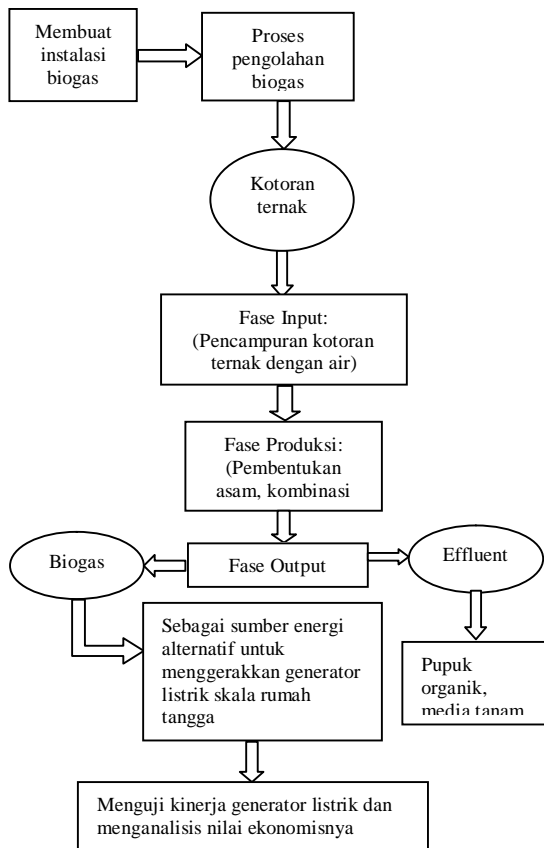 Membuat
instalasi
biogas
Proses
pengolahan
biogas
Kotoran
ternak
Fase Input:
(Pencampuran kotoran
ternak dengan air)
Fase Produksi:
(Pembentukan
asam, kombinasi
Biogas
Fase Output
Effluent
Sebagai sumber energi
alternatif untuk
menggerakkan generator
listrik skala rumah
tangga
Pupuk
organik,
media tanam
Menguji kinerja generator listrik dan
menganalisis nilai ekonomisnya